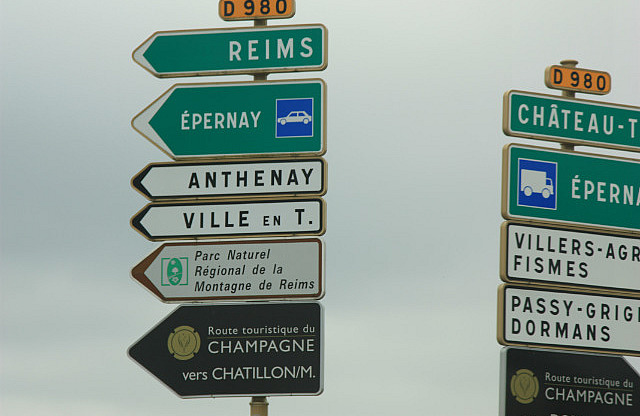 D 980
REIMS
ÉPERNAY
ANTHENAY
VILLE EN T.
Parc Naturel
Régional de la
Montagne de Reims
Route touristique du
CHAMPAGNE
vers CHATILLON/M.
D 980
CHÂTEAU-T
ÉPERNA
VILLERS-AGR
FISMES
PASSY-GRIG
DORMANS
Route touristique du
CHAMPAGNE